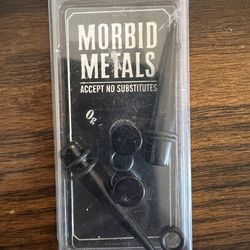 MORBID
METALS
ACCEPT NO SUBSTITUTES
0g